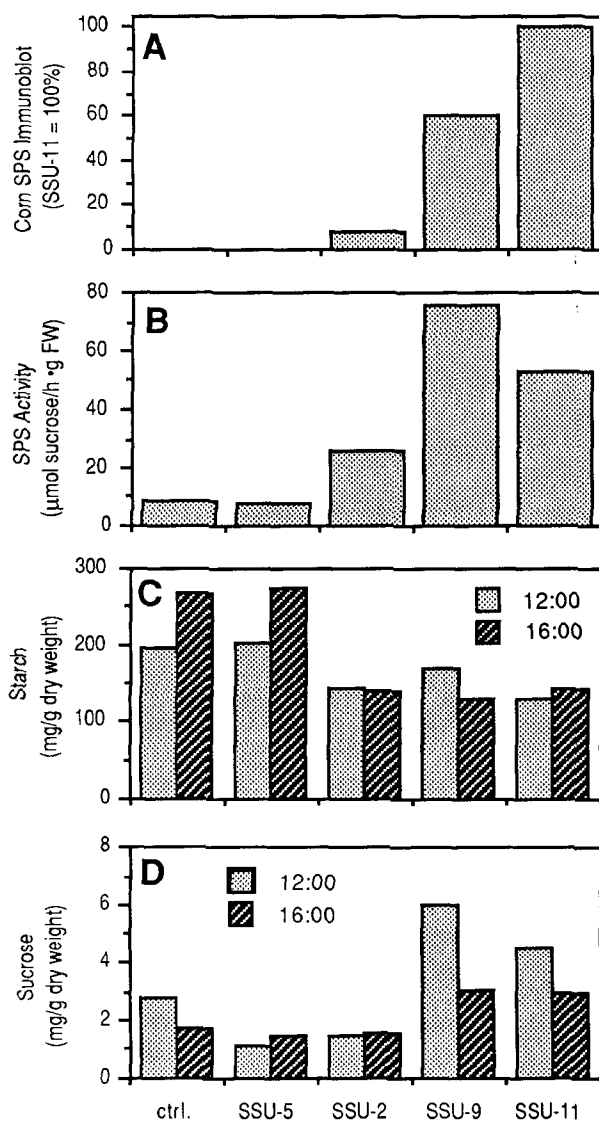 A
Corn SPS Immunoblot
(SSU-11 = 100%)
100
80
60
40
20
0
B
SPS Activity
(µmol sucrose/h •g FW)
80
60
40
20
0
C
Starch
(mg/g dry weight)
300
200
100
0
12:00
16:00
D
Sucrose
(mg/g dry weight)
8
6
4
2
0
12:00
16:00
ctrl. SSU-5 SSU-2 SSU-9 SSU-11